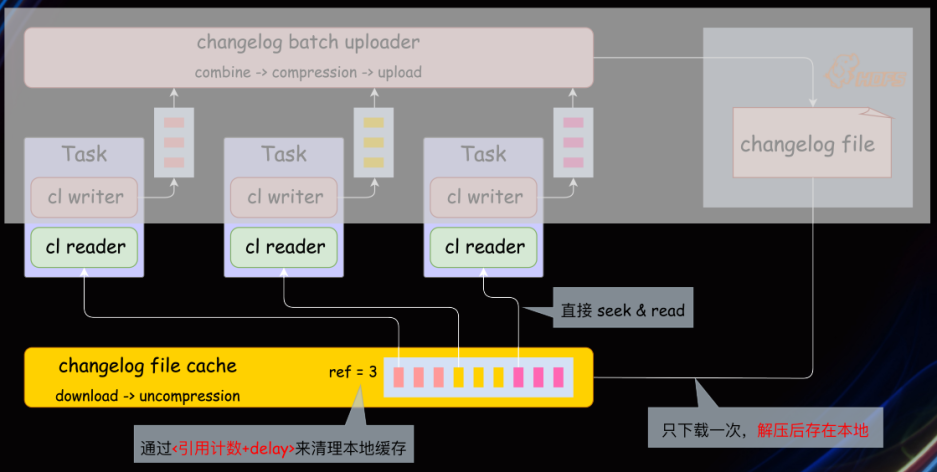 changelog batch uploader
combine -> compression -> upload
Task
Task
Task
changelog file
cl writer
cl writer
cl writer
cl reader
cl reader
cl reader
直接 seek & read
changelog file cache
ref = 3
download -> uncompression
只下载一次，解压后存在本地
通过<引用计数+delay>来清理本地缓存